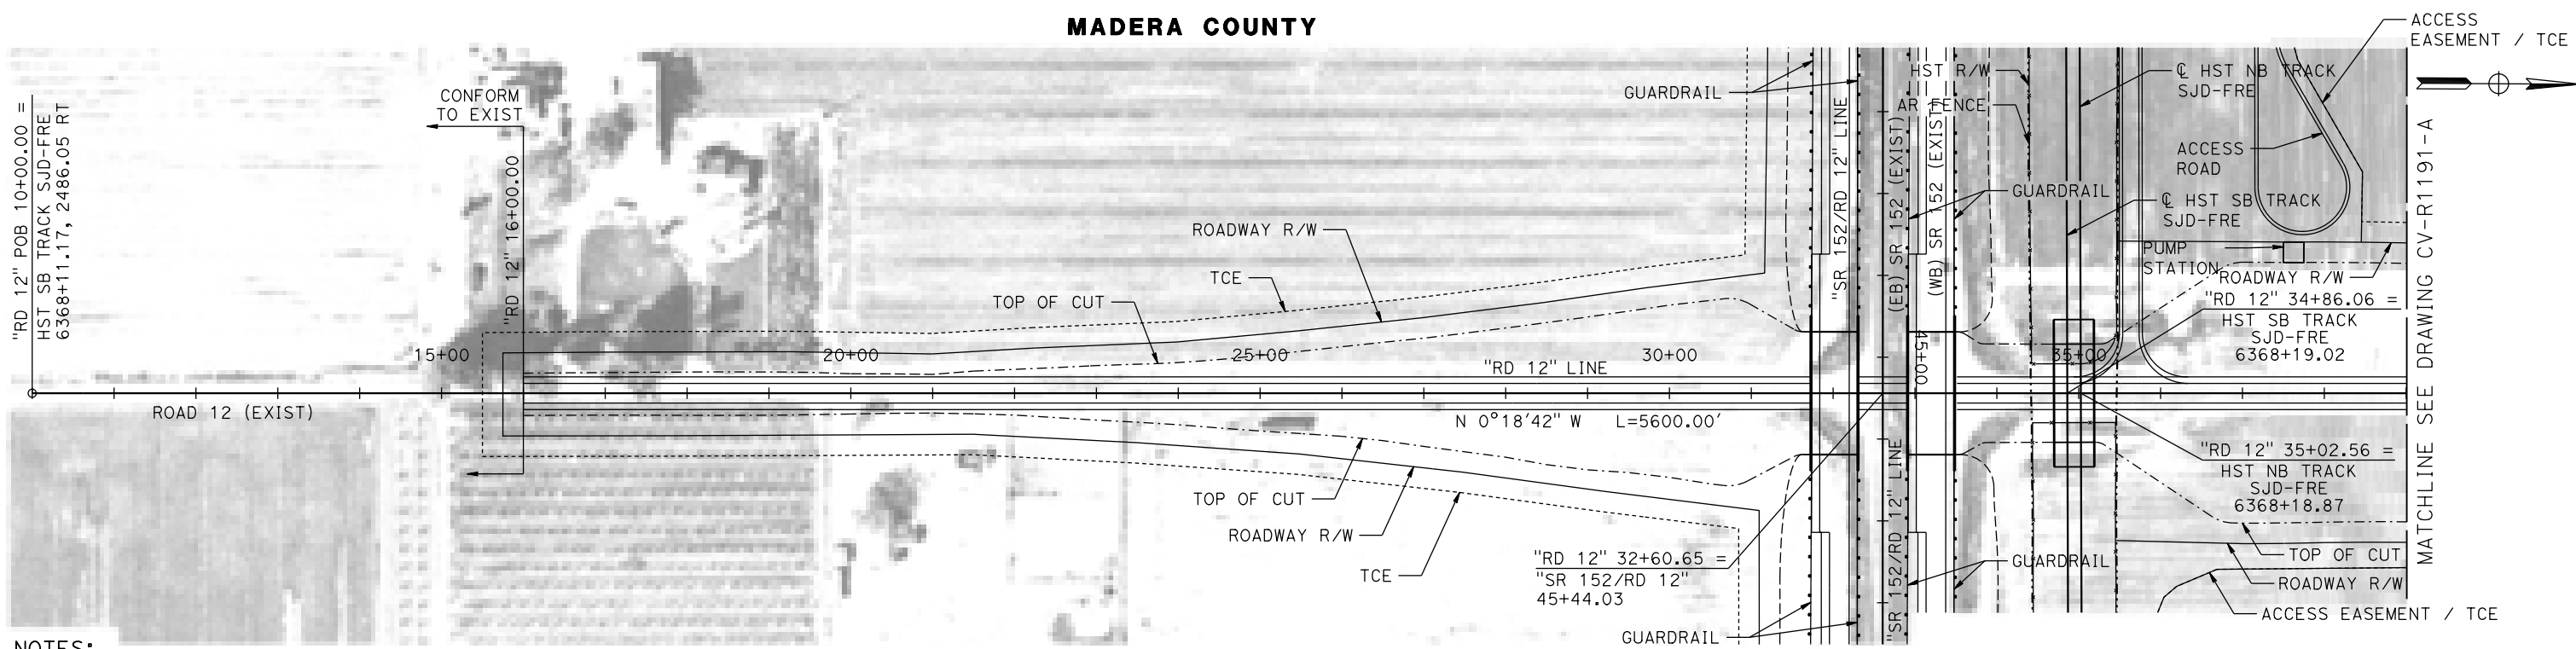 MADERA COUNTY
ACCESS
EASEMENT / TCE
"RD 12" POB 10+00.00 =
HST SB TRACK SJD-FRE
6368+11.17, 2486.05 RT
CONFORM
TO EXIST
"RD 12" 16+00.00
GUARDRAIL
"SR 152/RD 12" LINE
(EB) SR 152 (EXIST)
(WB) SR 152 (EXIST)
HST R/W
AR FENCE
℄ HST NB TRACK
SJD-FRE
ACCESS
ROAD
GUARDRAIL
℄ HST SB TRACK
SJD-FRE
PUMP
STATION
ROADWAY R/W
"RD 12" 34+86.06 =
HST SB TRACK
SJD-FRE
6368+19.02
MATCHLINE SEE DRAWING CV-R1191-A
ROADWAY R/W
TCE
TOP OF CUT
15+00
20+00
25+00
30+00
45+00
35+00
"RD 12" LINE
ROAD 12 (EXIST)
N 0°18'42" W L=5600.00'
TOP OF CUT
ROADWAY R/W
TCE
"RD 12" 32+60.65 =
"SR 152/RD 12"
45+44.03
GUARDRAIL
"SR 152/RD 12" LINE
GUARDRAIL
"RD 12" 35+02.56 =
HST NB TRACK
SJD-FRE
6368+18.87
TOP OF CUT
ROADWAY R/W
ACCESS EASEMENT / TCE
NOTES: